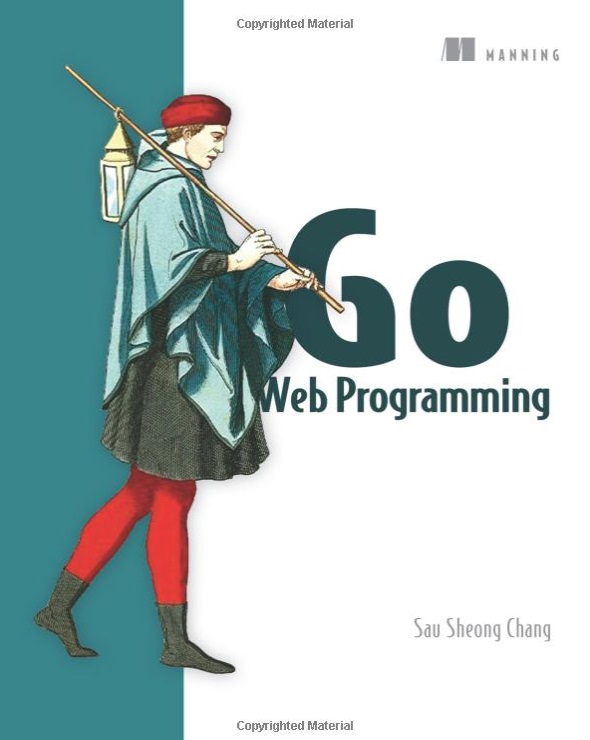 Copyrighted Material
MANNING
Go
Web Programming
Sau Sheong Chang
Copyrighted Material